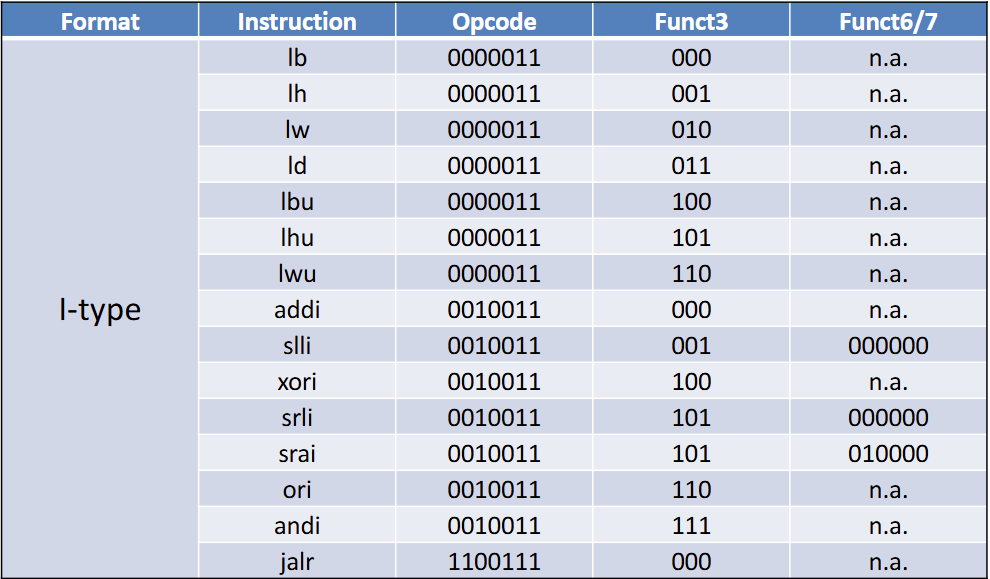 Format Instruction Opcode Funct3 Funct6/7
lb 0000011 000 n.a.
lh 0000011 001 n.a.
lw 0000011 010 n.a.
ld 0000011 011 n.a.
lbu 0000011 100 n.a.
lhu 0000011 101 n.a.
lwu 0000011 110 n.a.
I-type addi 0010011 000 n.a.
slli 0010011 001 000000
xori 0010011 100 n.a.
srli 0010011 101 000000
srai 0010011 101 010000
ori 0010011 110 n.a.
andi 0010011 111 n.a.
jalr 1100111 000 n.a.